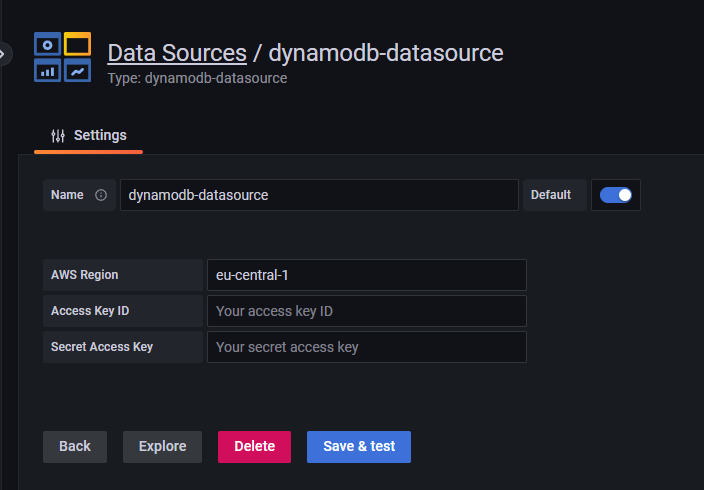 Data Sources / dynamodb-datasource
Type: dynamodb-datasource
Settings
Name dynamodb-datasource Default
AWS Region eu-central-1
Access Key ID Your access key ID
Secret Access Key Your secret access key
Back Explore Delete Save & test